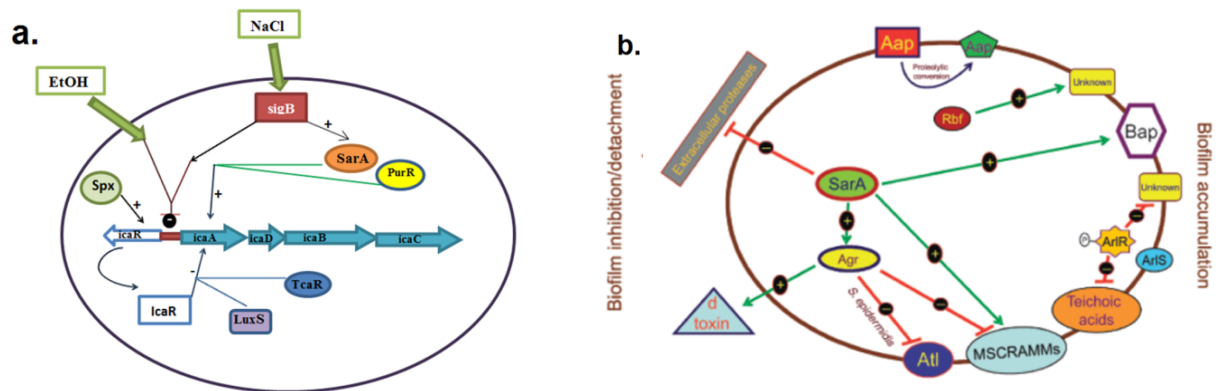 a.
NaCl
EtOH
sigB
+
SarA
PurR
Spx
+
+
-
icaR
icaA
icaD
icaB
icaC
-
TcaR
IcaR
LuxS
b.
Biofilm inhibition/detachment
Extracellular proteases
Aap
Aap
Proteolytic
conversion
Rbf
+
Unknown
Bap
Biofilm accumulation
-
+
SarA
Unknown
-
+
+
P
ArlR
ArlS
Agr
-
+
-
-
S. epidermidis
Teichoic
acids
d
toxin
Atl
MSCRAMMs